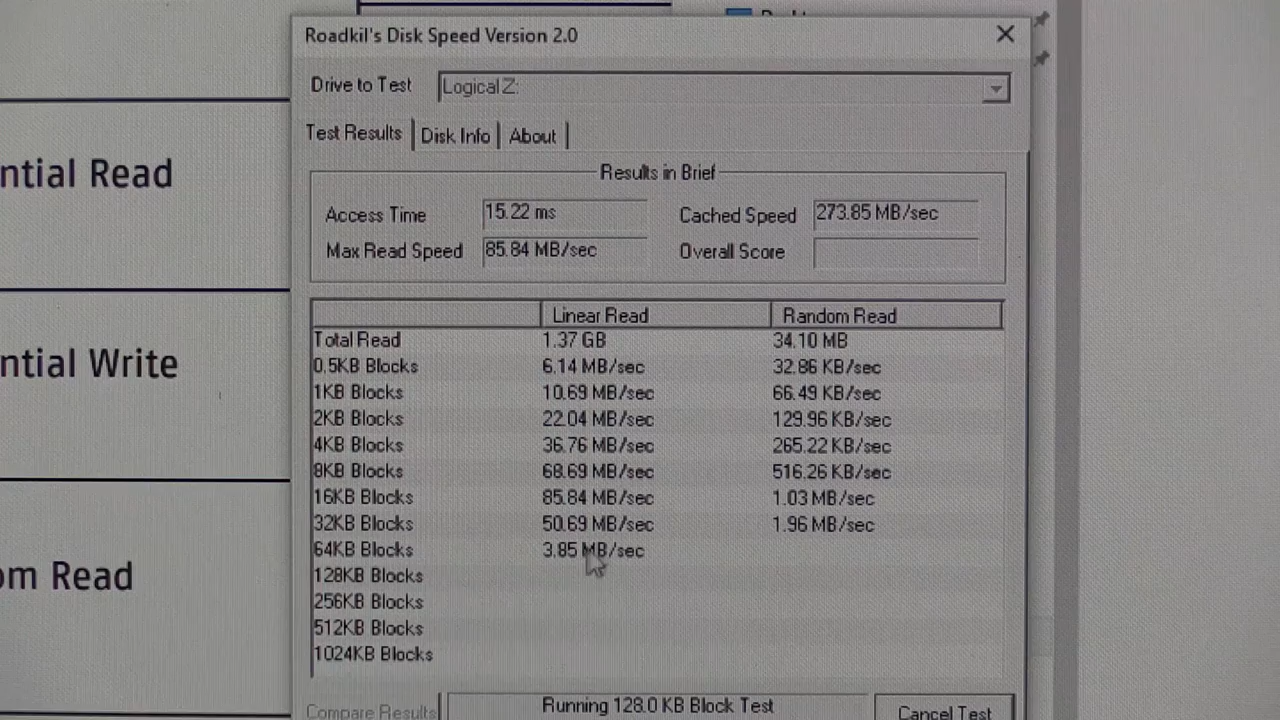 Roadkil's Disk Speed Version 2.0
Drive to Test Logical Z:
Test Results Disk Info About
Results in Brief
Access Time 15.22 ms Cached Speed 273.85 MB/sec
Max Read Speed 85.84 MB/sec Overall Score
Linear Read Random Read
Total Read 1.37 GB 34.10 MB
0.5KB Blocks 6.14 MB/sec 32.86 KB/sec
1KB Blocks 10.69 MB/sec 66.49 KB/sec
2KB Blocks 22.04 MB/sec 129.96 KB/sec
4KB Blocks 36.76 MB/sec 265.22 KB/sec
8KB Blocks 68.69 MB/sec 516.26 KB/sec
16KB Blocks 85.84 MB/sec 1.03 MB/sec
32KB Blocks 50.69 MB/sec 1.96 MB/sec
64KB Blocks 3.85 MB/sec
128KB Blocks
256KB Blocks
512KB Blocks
1024KB Blocks
Compare Results Running 128.0 KB Block Test Cancel Test
ntial Read
ntial Write
om Read